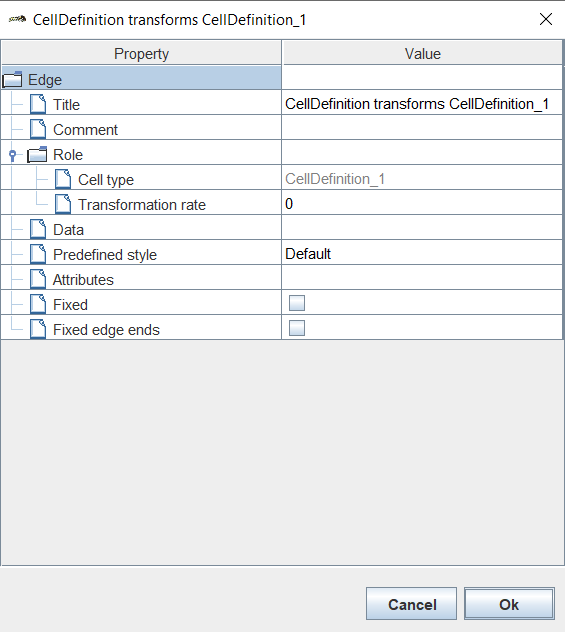 CellDefinition transforms CellDefinition_1
Property Value
Edge
Title CellDefinition transforms CellDefinition_1
Comment
Role
Cell type CellDefinition_1
Transformation rate 0
Data
Predefined style Default
Attributes
Fixed
Fixed edge ends
Cancel Ok